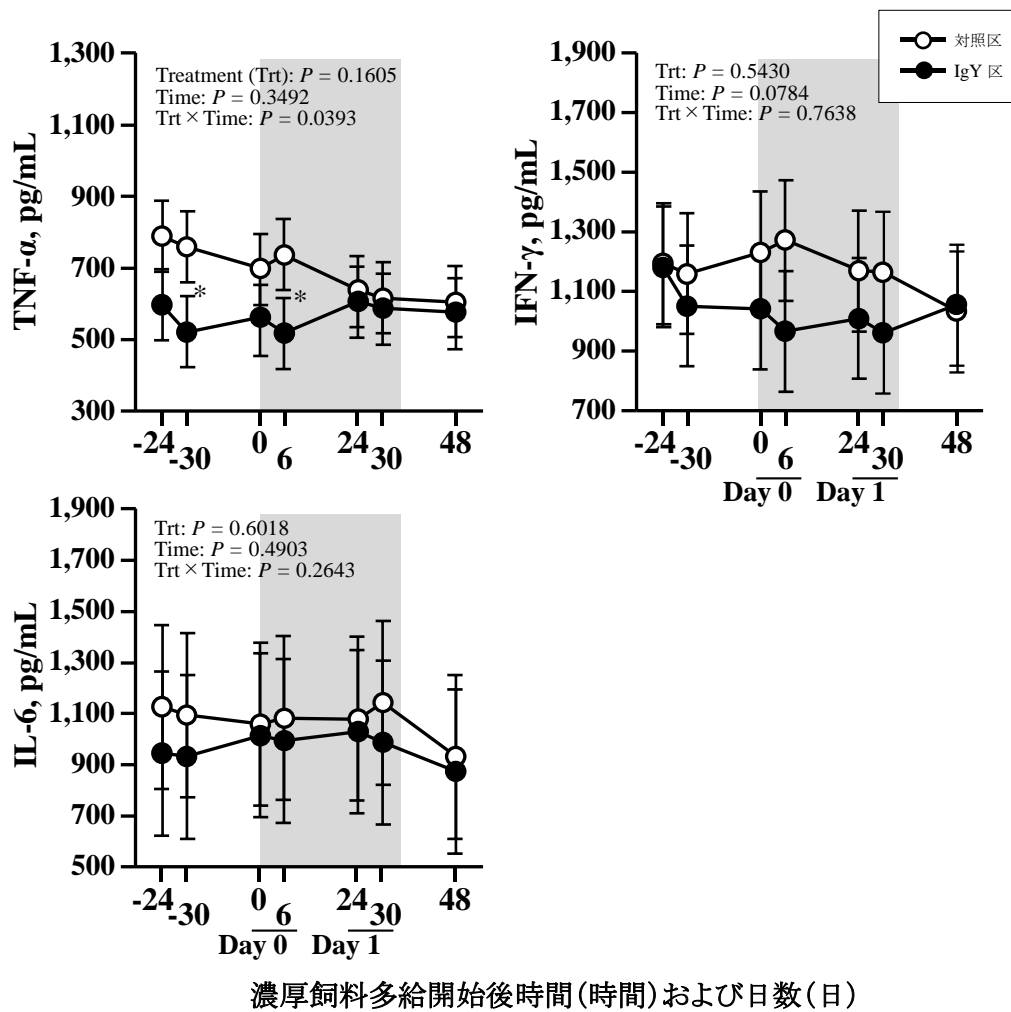 対照区
IgY 区
1,300
1,100
900
700
500
300
TNF-α, pg/mL
Treatment (Trt): P = 0.1605
Time: P = 0.3492
Trt × Time: P = 0.0393
*
*
-24 0 24 48
-30 6 30
1,900
1,700
1,500
1,300
1,100
900
700
IFN-γ, pg/mL
Trt: P = 0.5430
Time: P = 0.0784
Trt × Time: P = 0.7638
-24 0 24 48
-30 6 30
Day 0 Day 1
1,900
1,700
1,500
1,300
1,100
900
700
500
IL-6, pg/mL
Trt: P = 0.6018
Time: P = 0.4903
Trt × Time: P = 0.2643
-24 0 24 48
-30 6 30
Day 0 Day 1
濃厚飼料多給開始後時間(時間)および日数(日)